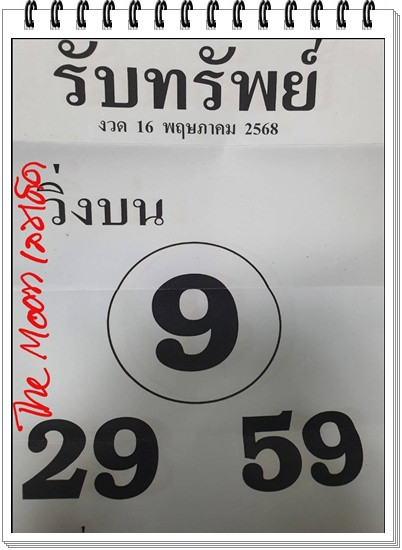 รับทรัพย์
งวด 16 พฤษภาคม 2568
วิ่งบน
9
29 59
The Moon เลขเด็ด